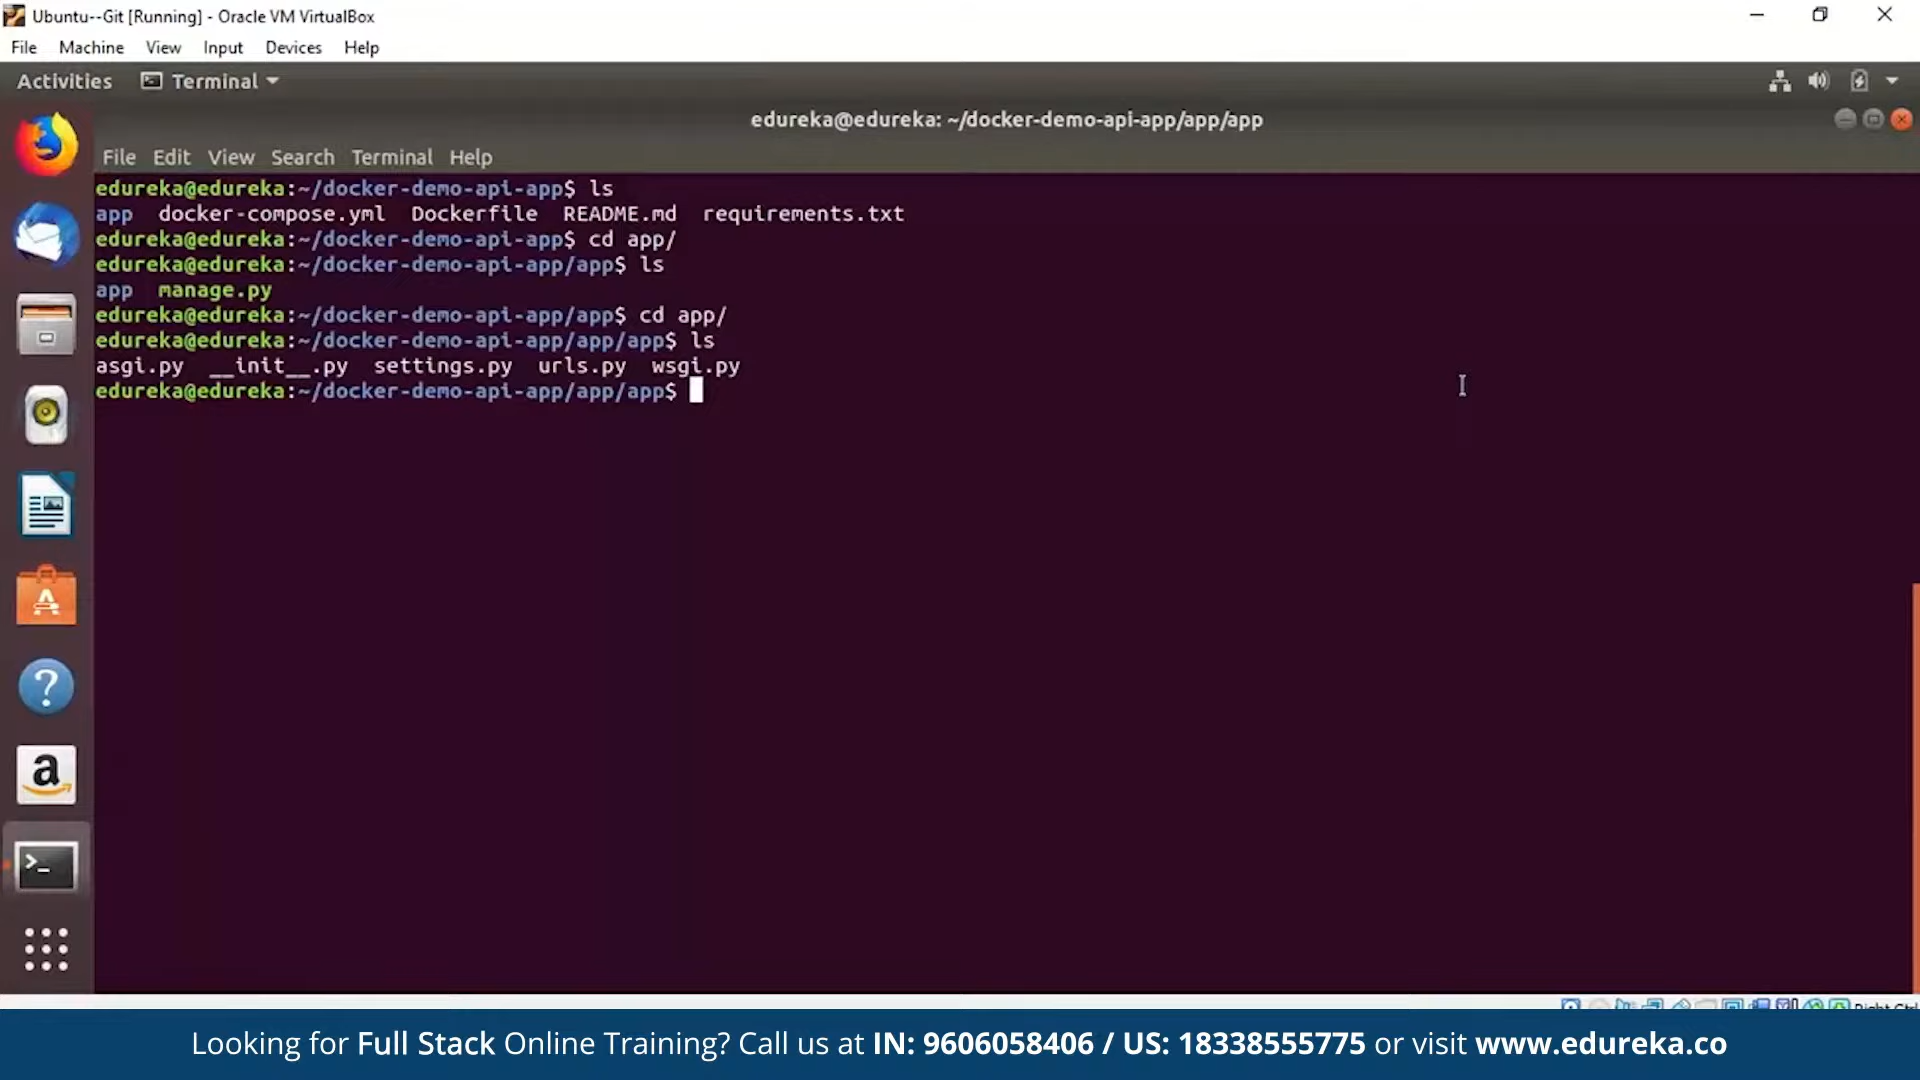 Ubuntu--Git [Running] - Oracle VM VirtualBox
File Machine View Input Devices Help
Activities Terminal
edureka@edureka: ~/docker-demo-api-app/app/app
File Edit View Search Terminal Help
edureka@edureka:~/docker-demo-api-app$ ls
app docker-compose.yml Dockerfile README.md requirements.txt
edureka@edureka:~/docker-demo-api-app$ cd app/
edureka@edureka:~/docker-demo-api-app/app$ ls
app manage.py
edureka@edureka:~/docker-demo-api-app/app$ cd app/
edureka@edureka:~/docker-demo-api-app/app/app$ ls
asgi.py __init__.py settings.py urls.py wsgi.py
edureka@edureka:~/docker-demo-api-app/app/app$
Right Ctrl
Looking for Full Stack Online Training? Call us at IN: 9606058406 / US: 18338555775 or visit www.edureka.co